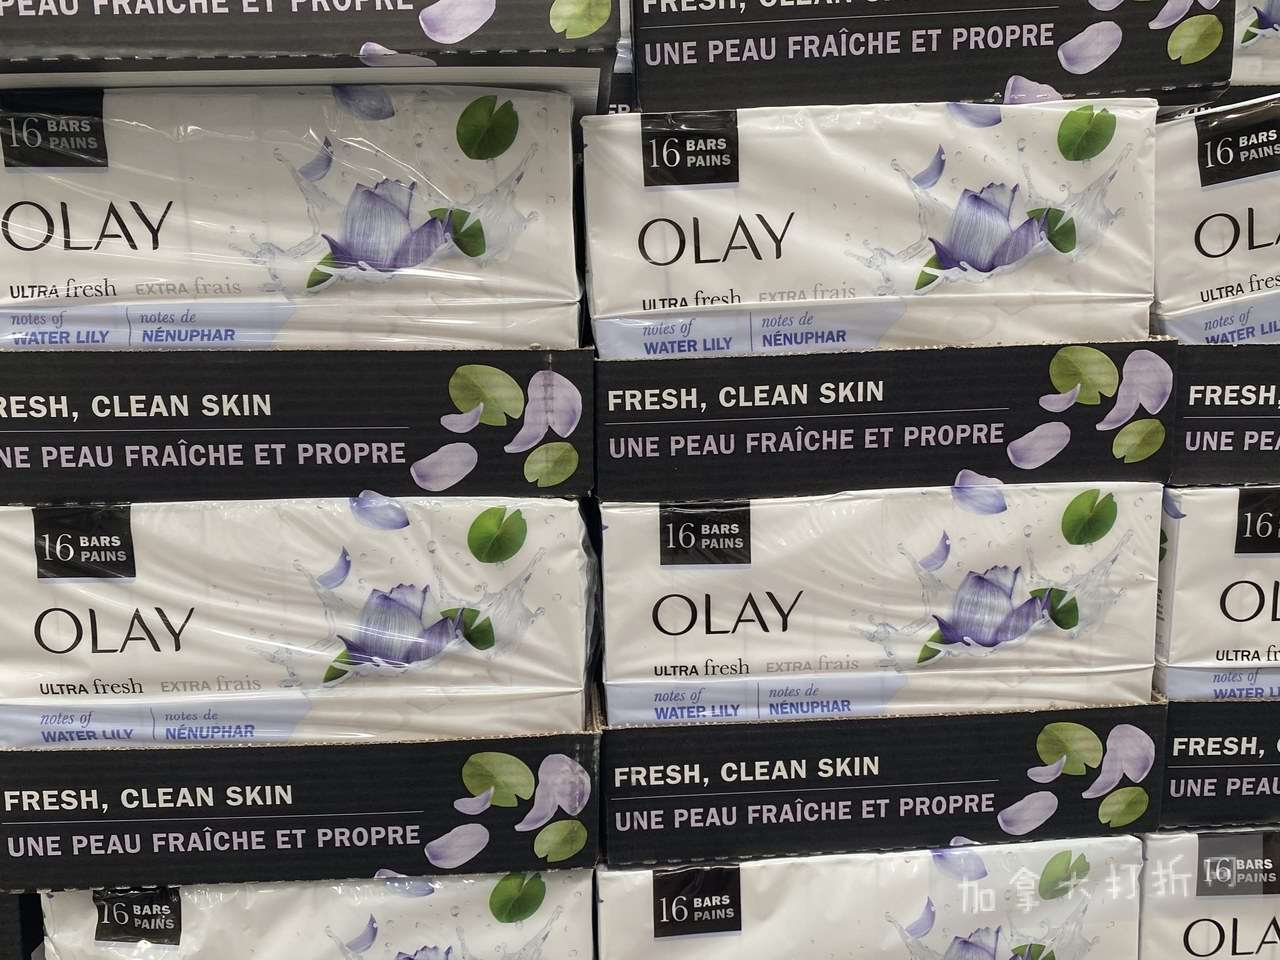 PEAU FRAÎCHE ET PROPRE
FRESH, CLEAN
UNE PEAU FRAÎCHE ET PROPRE
16 BARS
PAINS
OLAY
ULTRA fresh EXTRA frais
notes of notes de
WATER LILY NÉNUPHAR
16 BARS
PAINS
OLAY
ULTRA fresh EXTRA frais
notes of notes de
WATER LILY NÉNUPHAR
16 BARS
PAINS
OL
ULTRA fresh
notes of
WATER LIL
RESH, CLEAN SKIN
NE PEAU FRAÎCHE ET PROPRE
FRESH, CLEAN SKIN
UNE PEAU FRAÎCHE ET PROPRE
FRESH,
UNE PE
16 BARS
PAINS
OLAY
ULTRA fresh EXTRA frais
notes of notes de
WATER LILY NÉNUPHAR
16 BARS
PAINS
OLAY
ULTRA fresh EXTRA frais
notes of notes de
WATER LILY NÉNUPHAR
16
OL
ULTRA fr
notes of
WATER LIL
FRESH, CLEAN SKIN
UNE PEAU FRAÎCHE ET PROPRE
FRESH, CLEAN SKIN
UNE PEAU FRAÎCHE ET PROPRE
FRESH, C
UNE PEAU
16 BARS
PAINS
16 BARS
PAINS
16 BARS
PAINS
OLAY
加拿大打折网